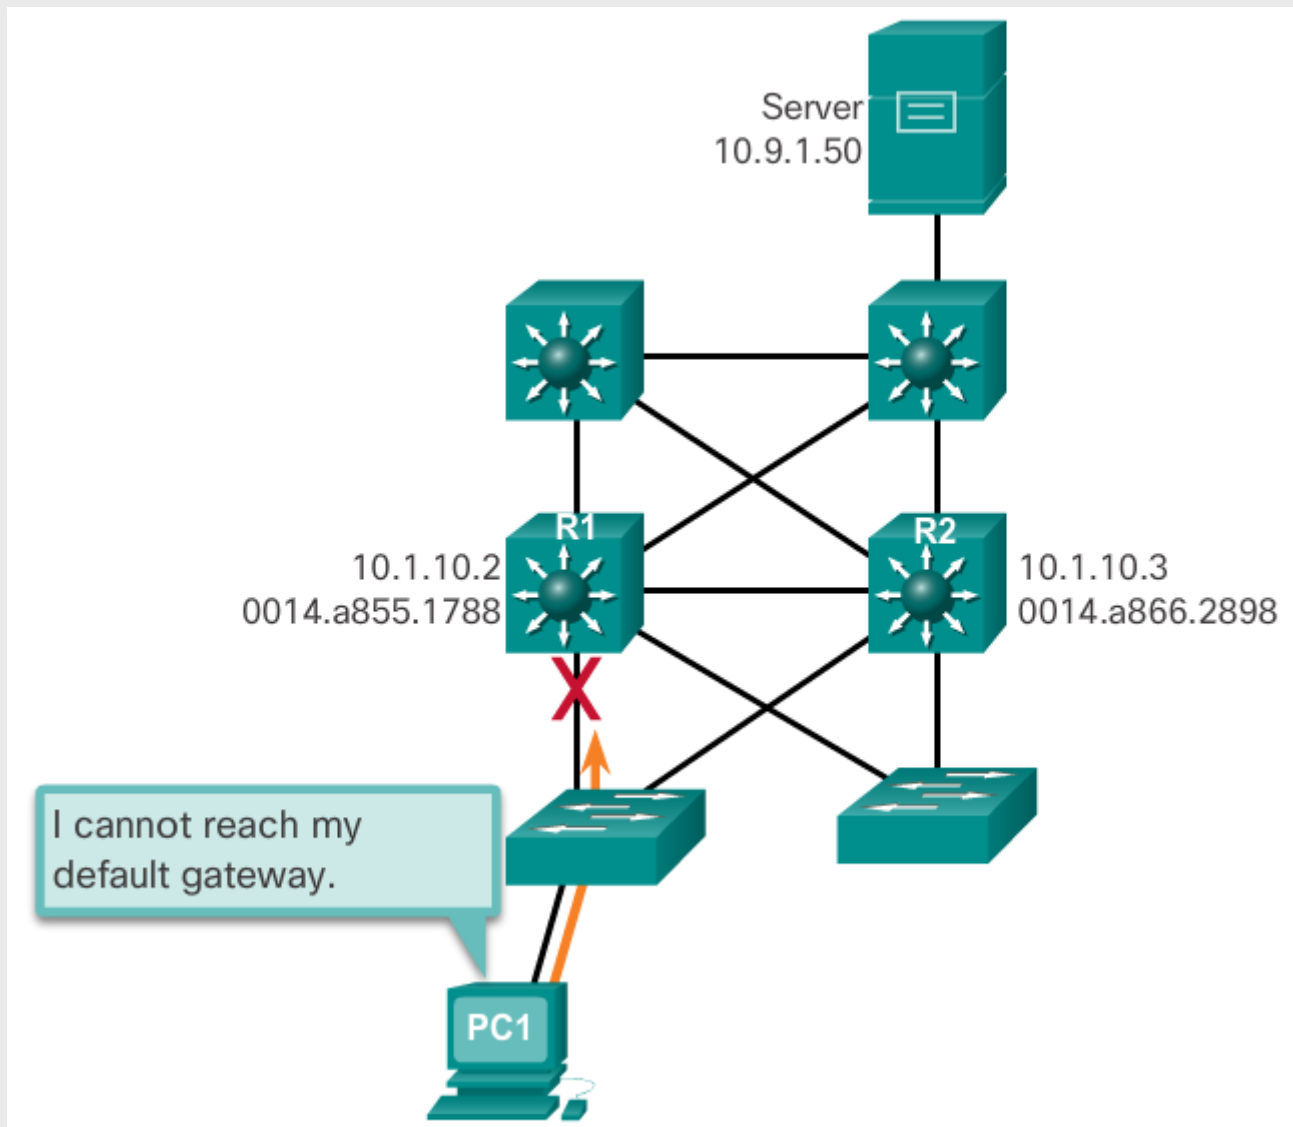 Server
10.9.1.50
R1
R2
10.1.10.2
0014.a855.1788
10.1.10.3
0014.a866.2898
X
I cannot reach my
default gateway.
PC1